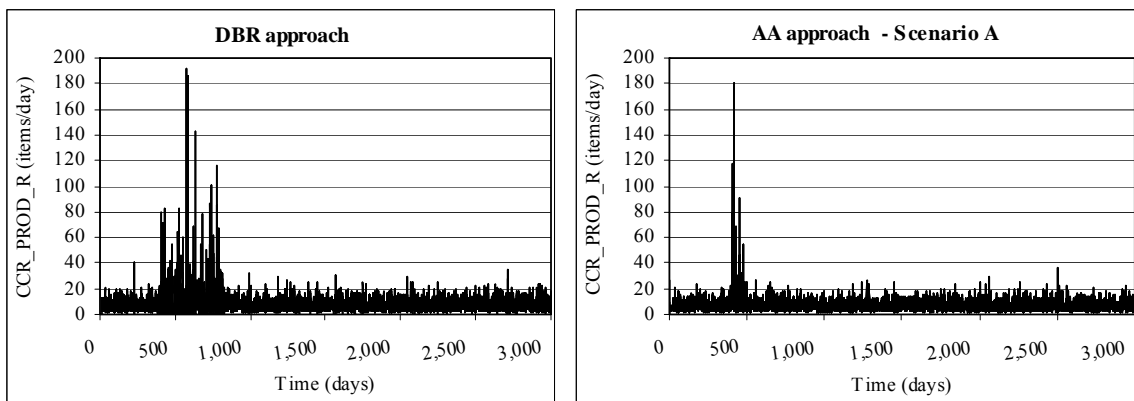 DBR approach
CCR_PROD_R (items/day)
200
180
160
140
120
100
80
60
40
20
0
0 500 1,000 1,500 2,000 2,500 3,000
Time (days)
AA approach - Scenario A
CCR_PROD_R (items/day)
200
180
160
140
120
100
80
60
40
20
0
0 500 1,000 1,500 2,000 2,500 3,000
Time (days)